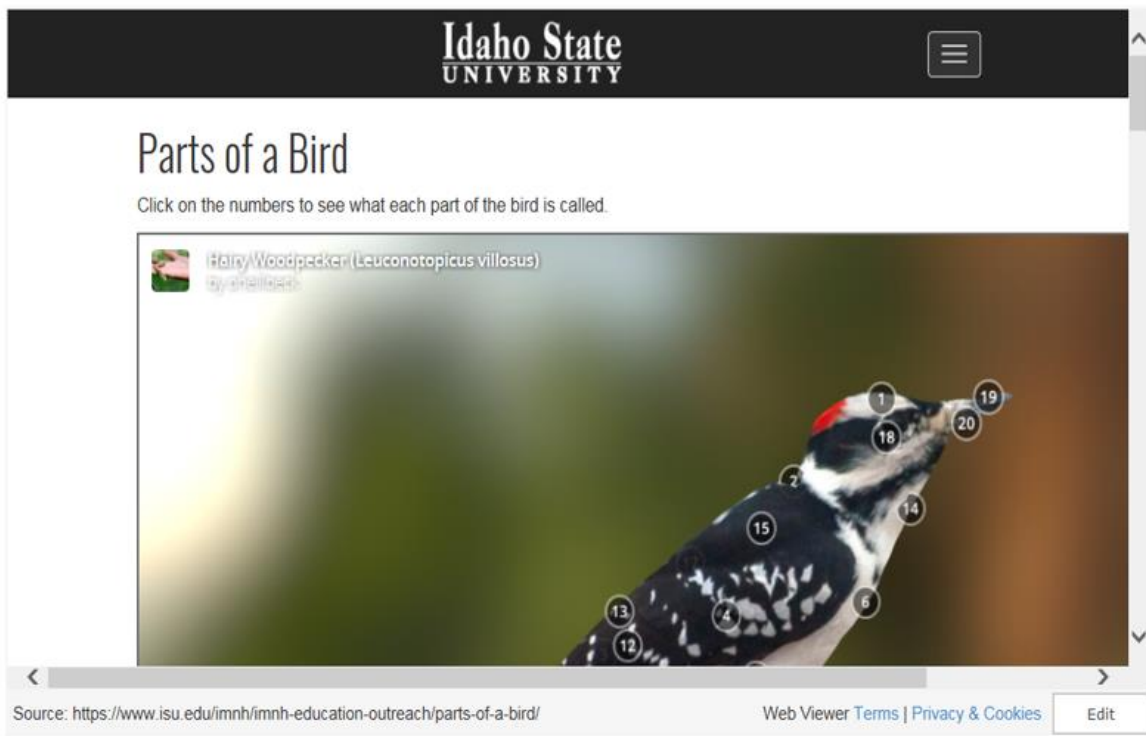 Idaho State
UNIVERSITY
Parts of a Bird
Click on the numbers to see what each part of the bird is called.
Hairy Woodpecker (Leuconotopicus villosus)
by
1
19
20
18
2
14
15
6
13
4
12
Source: https://www.isu.edu/imnh/imnh-education-outreach/parts-of-a-bird/ Web Viewer Terms | Privacy & Cookies Edit